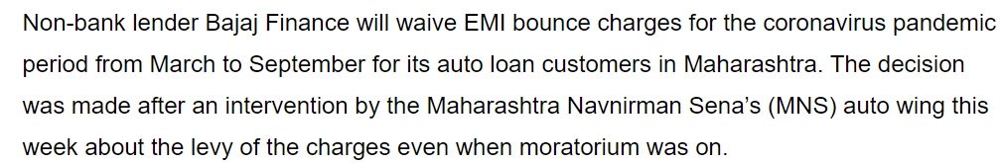 Non-bank lender Bajaj Finance will waive EMI bounce charges for the coronavirus pandemic
period from March to September for its auto loan customers in Maharashtra. The decision
was made after an intervention by the Maharashtra Navnirman Sena’s (MNS) auto wing this
week about the levy of the charges even when moratorium was on.